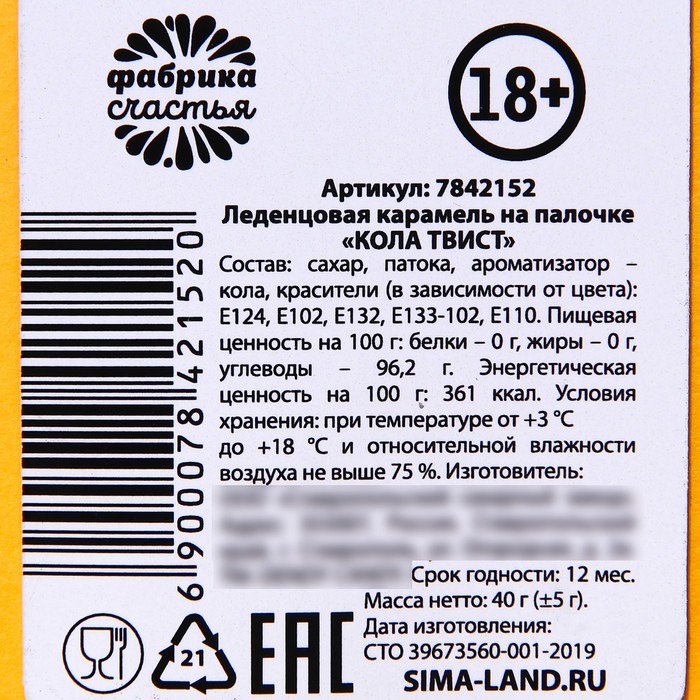 фабрика
счастья
18+
Артикул: 7842152
Леденцовая карамель на палочке
«КОЛА ТВИСТ»
Состав: сахар, патока, ароматизатор –
кола, красители (в зависимости от цвета):
Е124, Е102, Е132, Е133-102, Е110. Пищевая
ценность на 100 г: белки – 0 г, жиры – 0 г,
углеводы – 96,2 г. Энергетическая
ценность на 100 г: 361 ккал. Условия
хранения: при температуре от +3 °С
до +18 °С и относительной влажности
воздуха не выше 75 %. Изготовитель:
Срок годности: 12 мес.
Масса нетто: 40 г (±5 г).
Дата изготовления:
СТО 39673560-001-2019
SIMA-LAND.RU
6 900078 421520
21
ЕАС